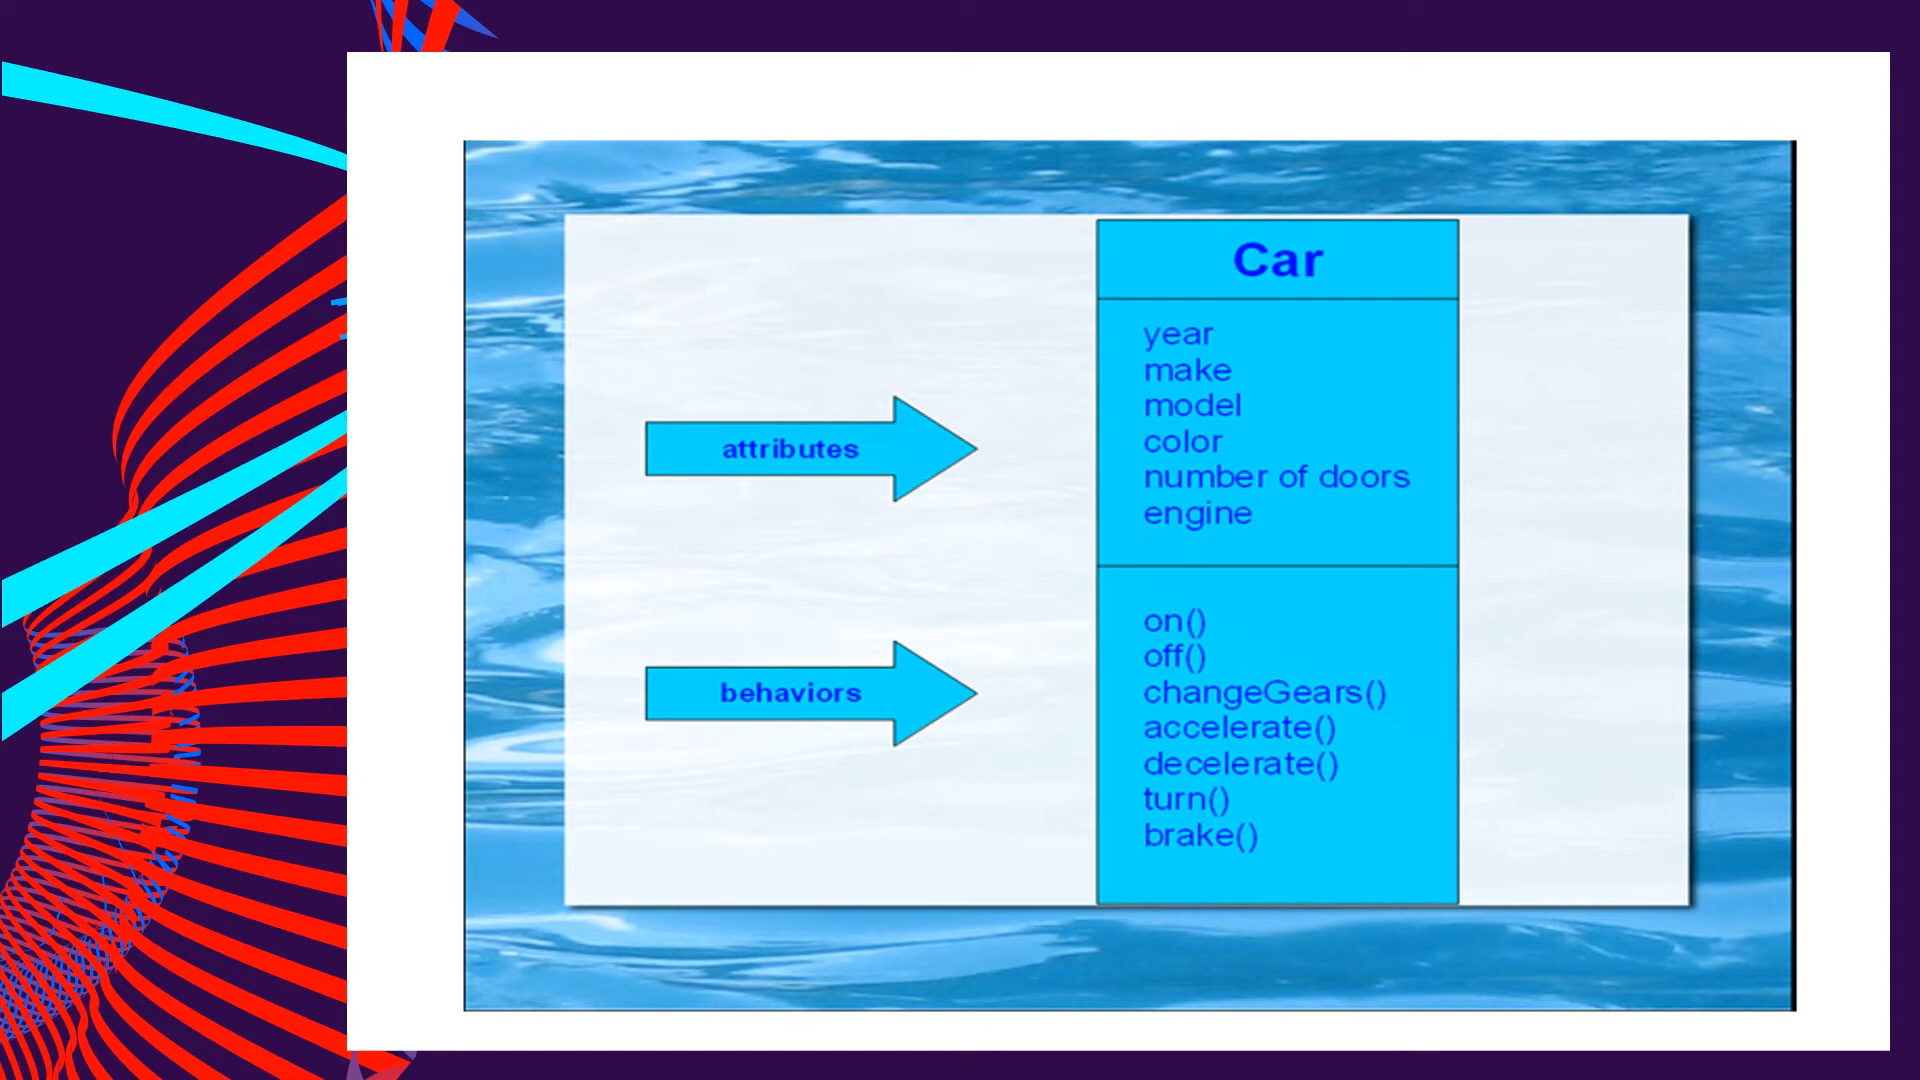 Car
attributes
year
make
model
color
number of doors
engine
behaviors
on()
off()
changeGears()
accelerate()
decelerate()
turn()
brake()